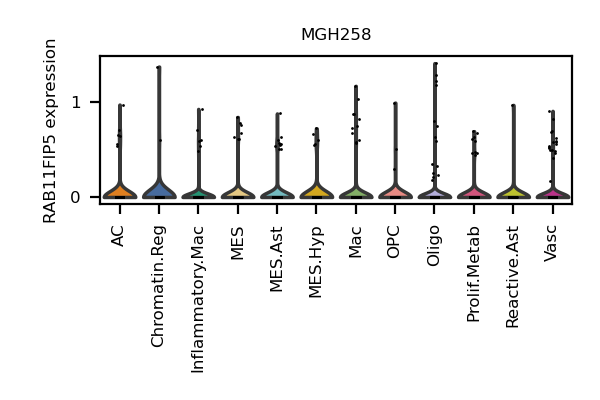 MGH258
RAB11FIP5 expression
1
0
AC
Chromatin.Reg
Inflammatory.Mac
MES
MES.Ast
MES.Hyp
Mac
OPC
Oligo
Prolif.Metab
Reactive.Ast
Vasc